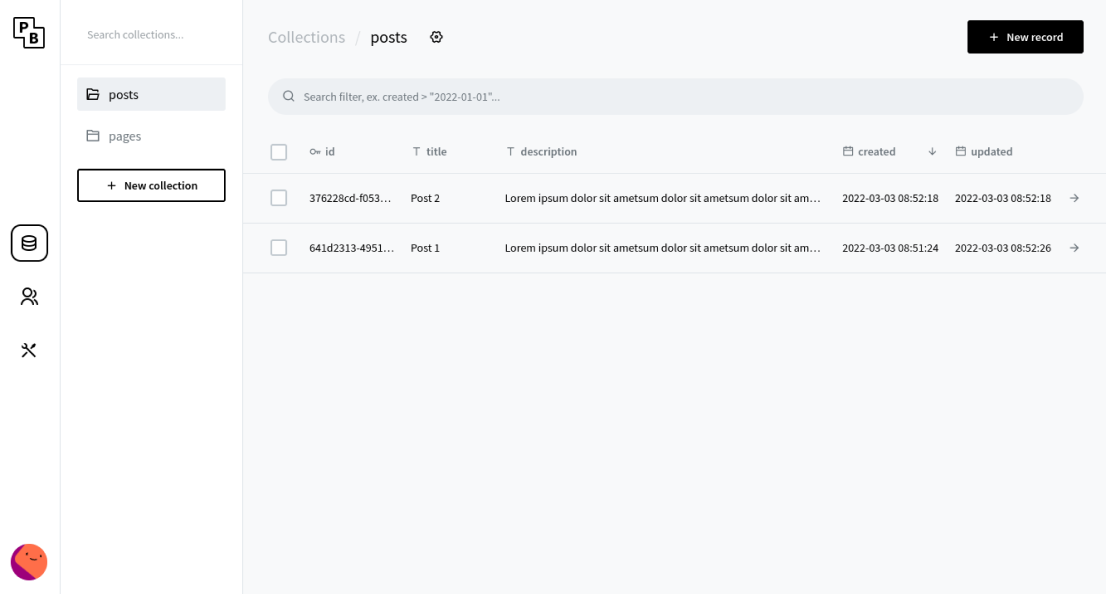 P
B
Search collections...
posts
pages
+ New collection
Collections / posts
+ New record
Search filter, ex. created > "2022-01-01"...
id title description created updated
376228cd-f053... Post 2 Lorem ipsum dolor sit ametsum dolor sit ametsum dolor sit am... 2022-03-03 08:52:18 2022-03-03 08:52:18
641d2313-4951... Post 1 Lorem ipsum dolor sit ametsum dolor sit ametsum dolor sit am... 2022-03-03 08:51:24 2022-03-03 08:52:26